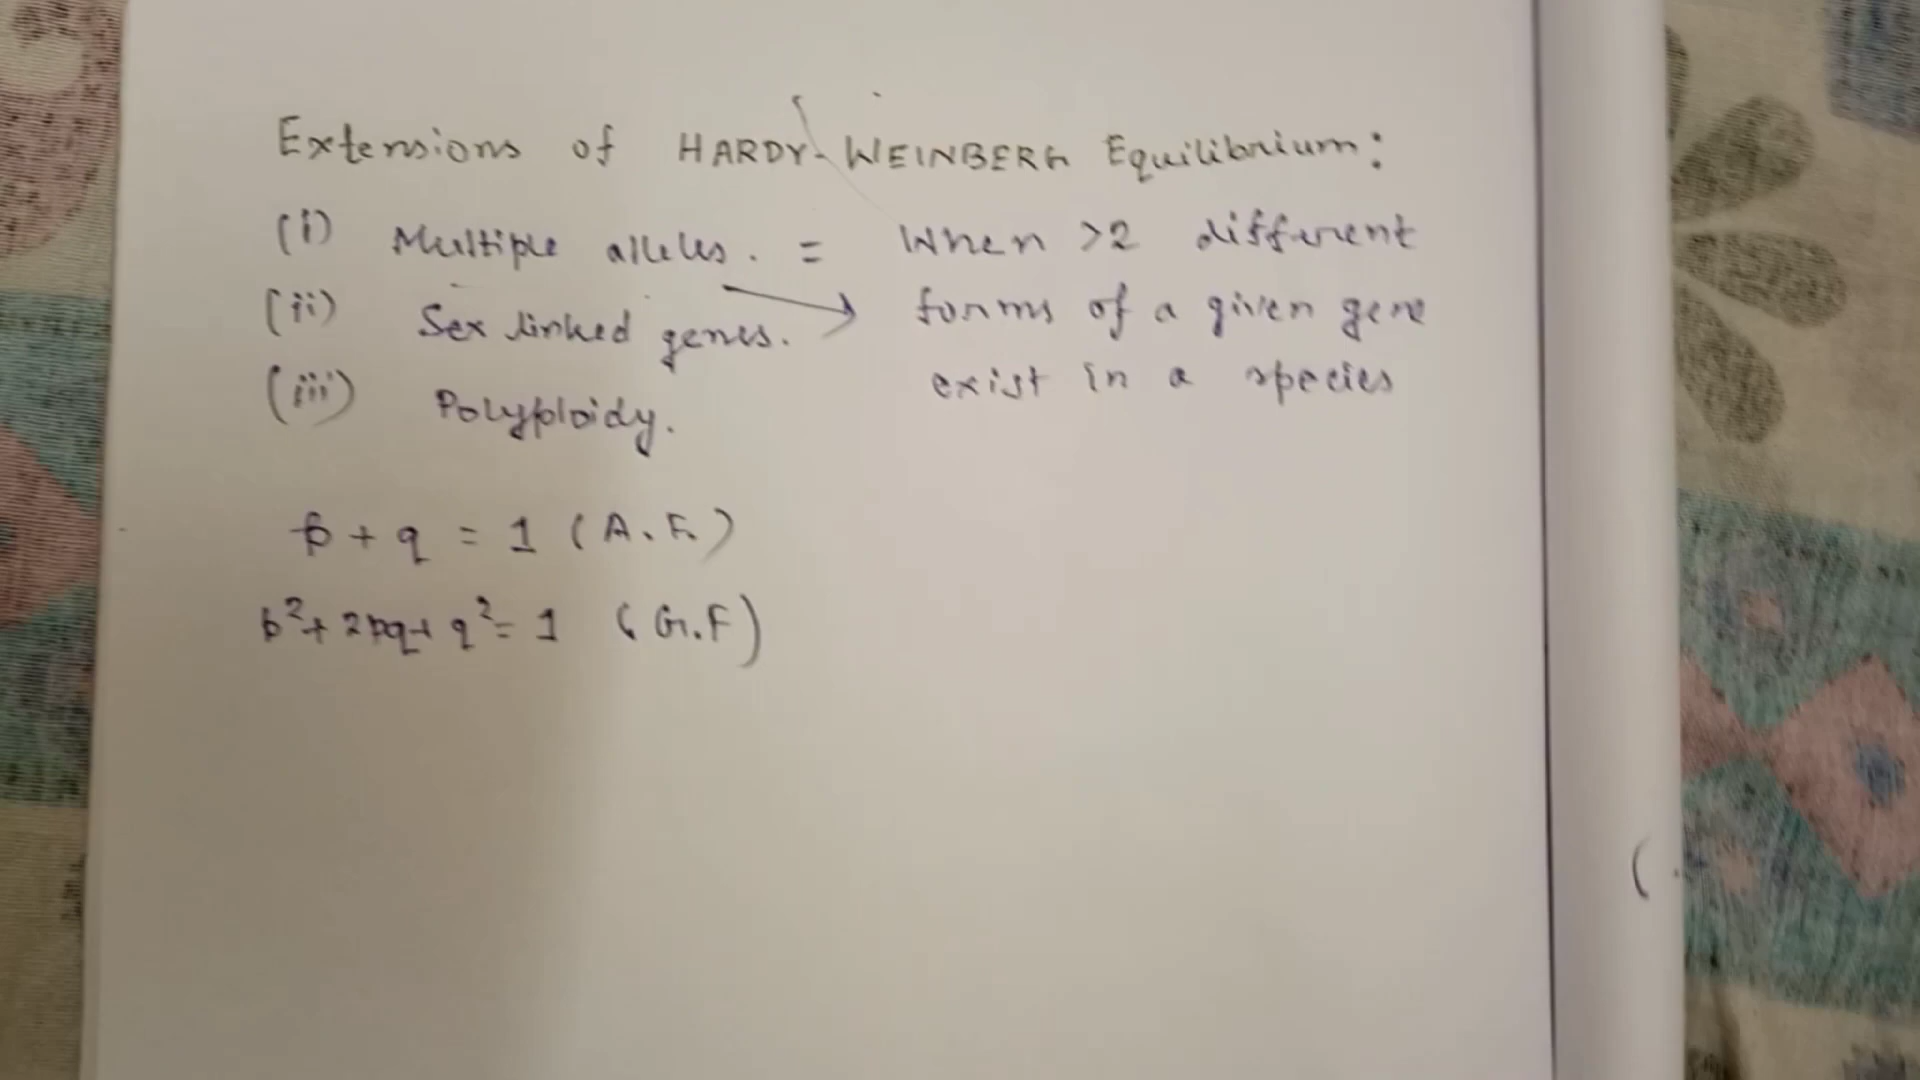 Extensions of HARDY-WEINBERG Equilibrium:
(i) Multiple alleles. = When >2 different
(ii) Sex linked genes. → forms of a given gene
(iii) Polyploidy. exist in a species
p + q = 1 (A.F.)
p²+ 2pq+ q²= 1 (G.F)
(